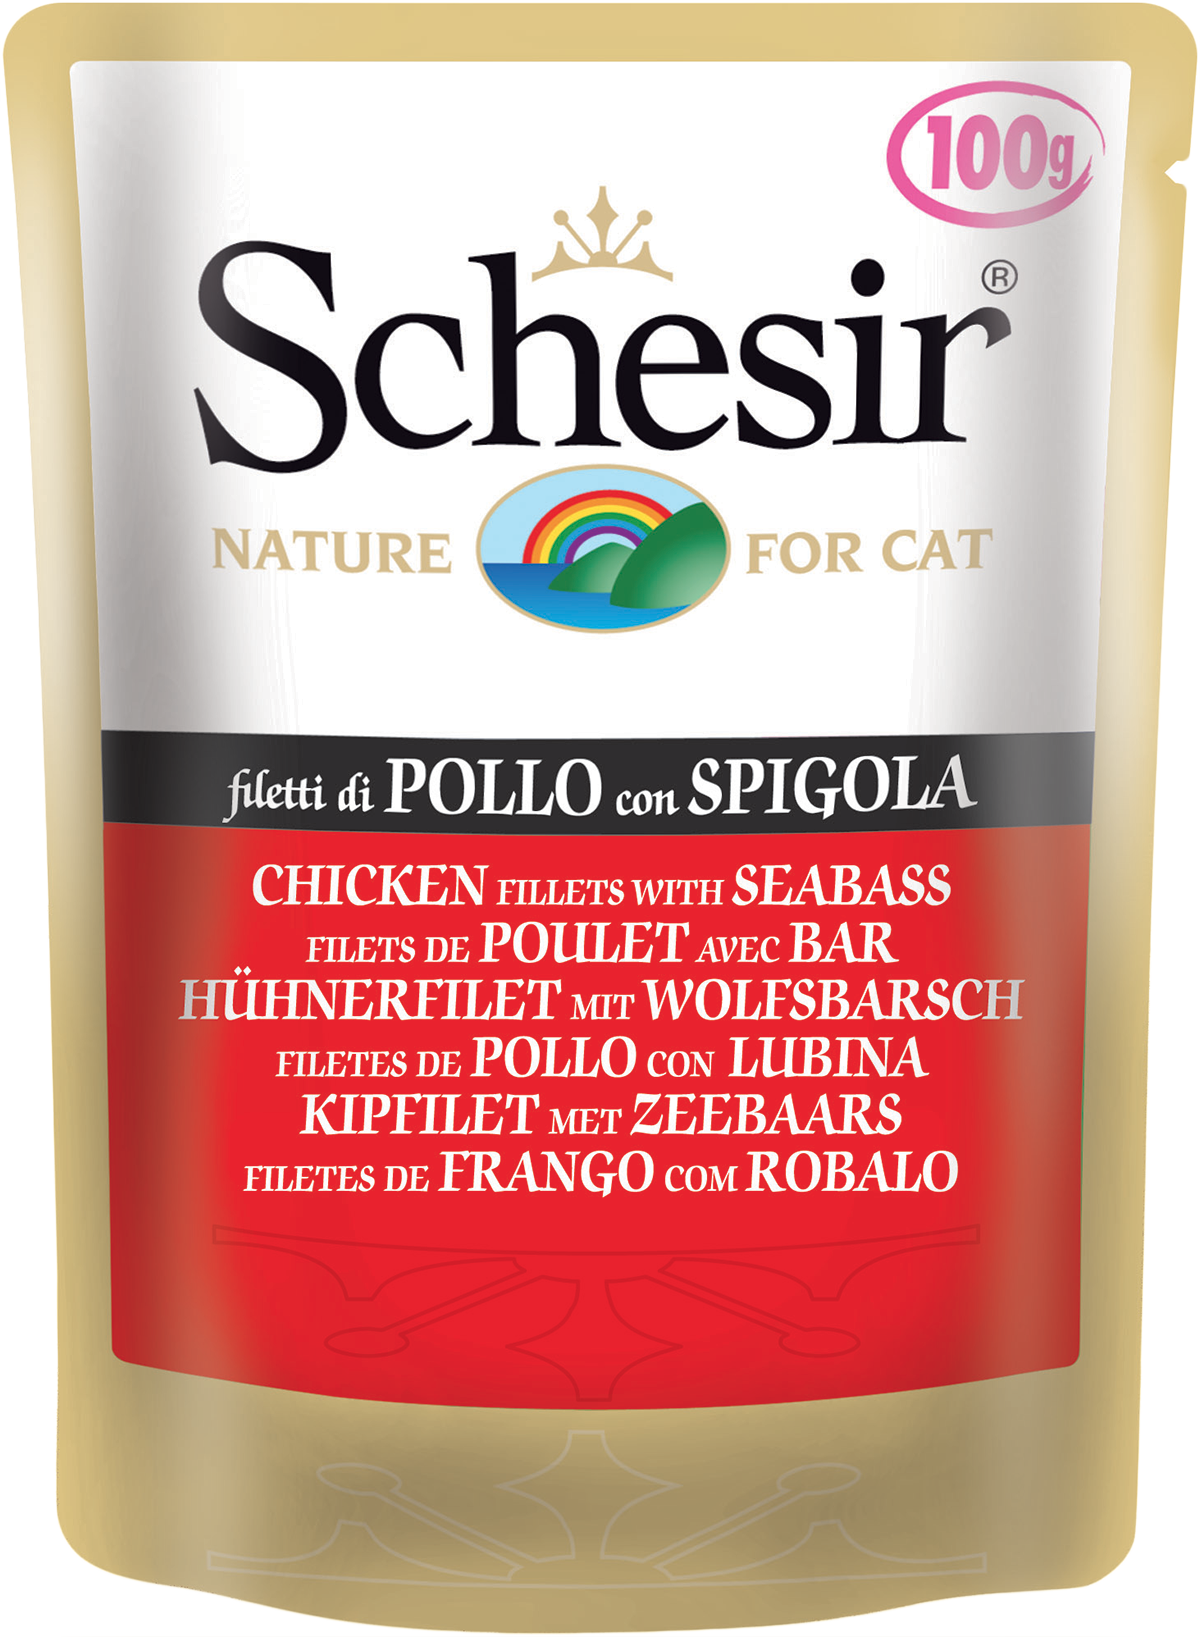 100g
Schesir®
NATURE FOR CAT
filetti di POLLO con SPIGOLA
CHICKEN FILLETS WITH SEABASS
FILETS DE POULET AVEC BAR
HÜHNERFILET MIT WOLFSBARSCH
FILETES DE POLLO CON LUBINA
KIPFILET MET ZEEBAARS
FILETES DE FRANGO COM ROBALO